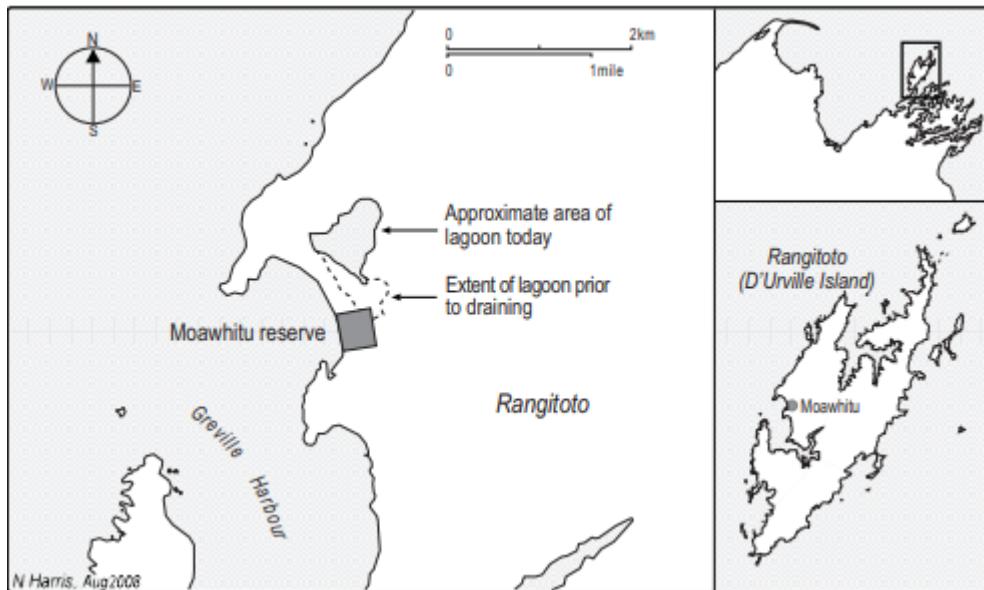 N
W
E
S
0
2km
0
1mile
Approximate area of
lagoon today
Extent of lagoon prior
to draining
Moawhitu reserve
Rangitoto
Greville
Harbour
N Harris, Aug2008
Rangitoto
(D'Urville Island)
Moawhitu